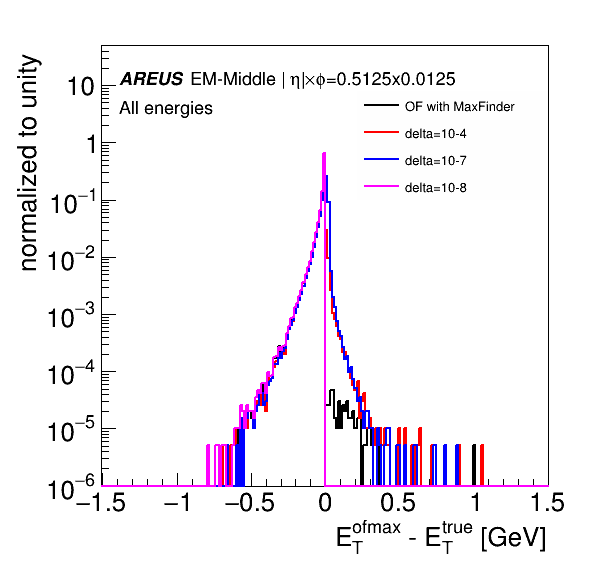 AREUS EM-Middle | η|×ϕ=0.5125x0.0125
All energies
OF with MaxFinder
delta=10-4
delta=10-7
delta=10-8
normalized to unity
10
1
10⁻¹
10⁻²
10⁻³
10⁻⁴
10⁻⁵
10⁻⁶
−1.5 −1 −0.5 0 0.5 1 1.5
E_T^ofmax - E_T^true [GeV]